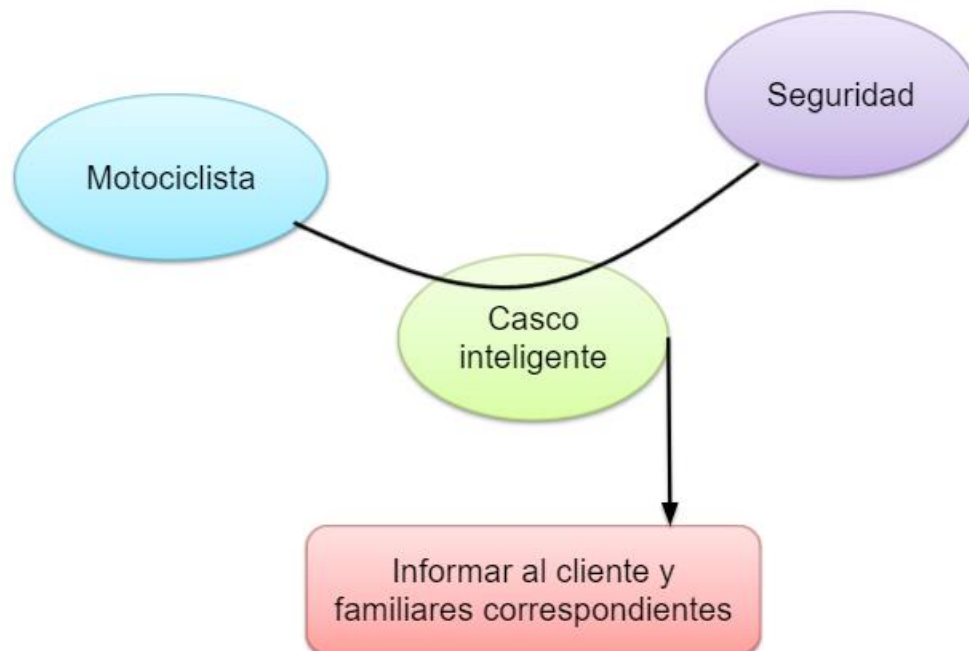 Seguridad
Motociclista
Casco
inteligente
Informar al cliente y
familiares correspondientes